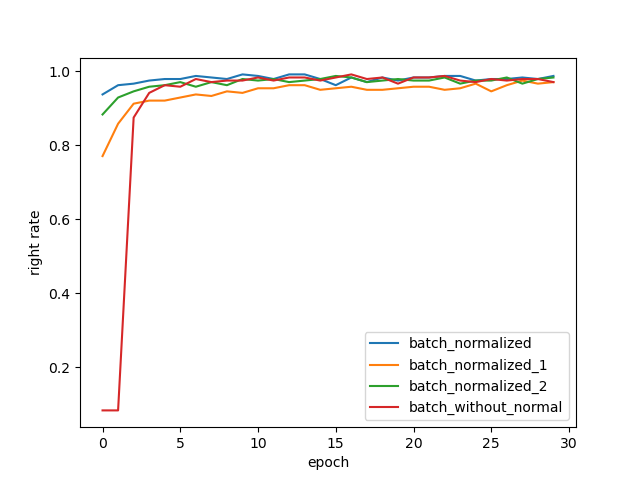 1.0
0.8
0.6
0.4
0.2
right rate
batch_normalized
batch_normalized_1
batch_normalized_2
batch_without_normal
0 5 10 15 20 25 30
epoch